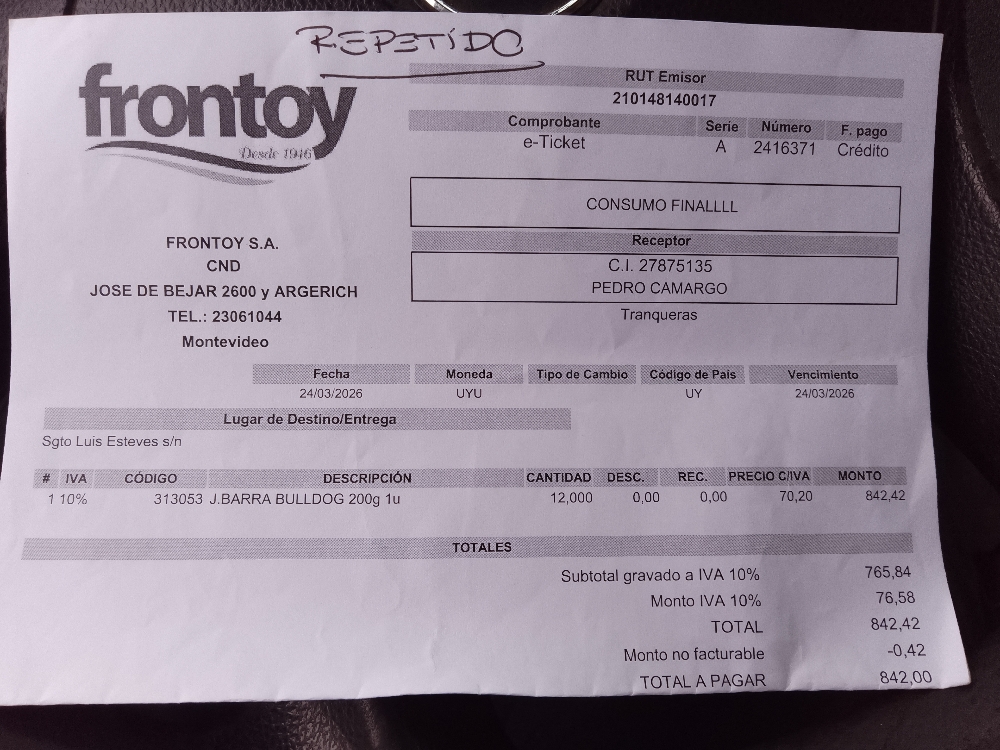 REPETIDO
frontoy
Desde 1946
RUT Emisor
210148140017
Comprobante Serie Número F. pago
e-Ticket A 2416371 Crédito
CONSUMO FINALLLL
Receptor
C.I. 27875135
PEDRO CAMARGO
Tranqueras
FRONTOY S.A.
CND
JOSE DE BEJAR 2600 y ARGERICH
TEL.: 23061044
Montevideo
Fecha Moneda Tipo de Cambio Código de Pais Vencimiento
24/03/2026 UYU UY 24/03/2026
Lugar de Destino/Entrega
Sgto Luis Esteves s/n
# IVA CÓDIGO DESCRIPCIÓN CANTIDAD DESC. REC. PRECIO C/IVA MONTO
1 10% 313053 J.BARRA BULLDOG 200g 1u 12,000 0,00 0,00 70,20 842,42
TOTALES
Subtotal gravado a IVA 10% 765,84
Monto IVA 10% 76,58
TOTAL 842,42
Monto no facturable -0,42
TOTAL A PAGAR 842,00